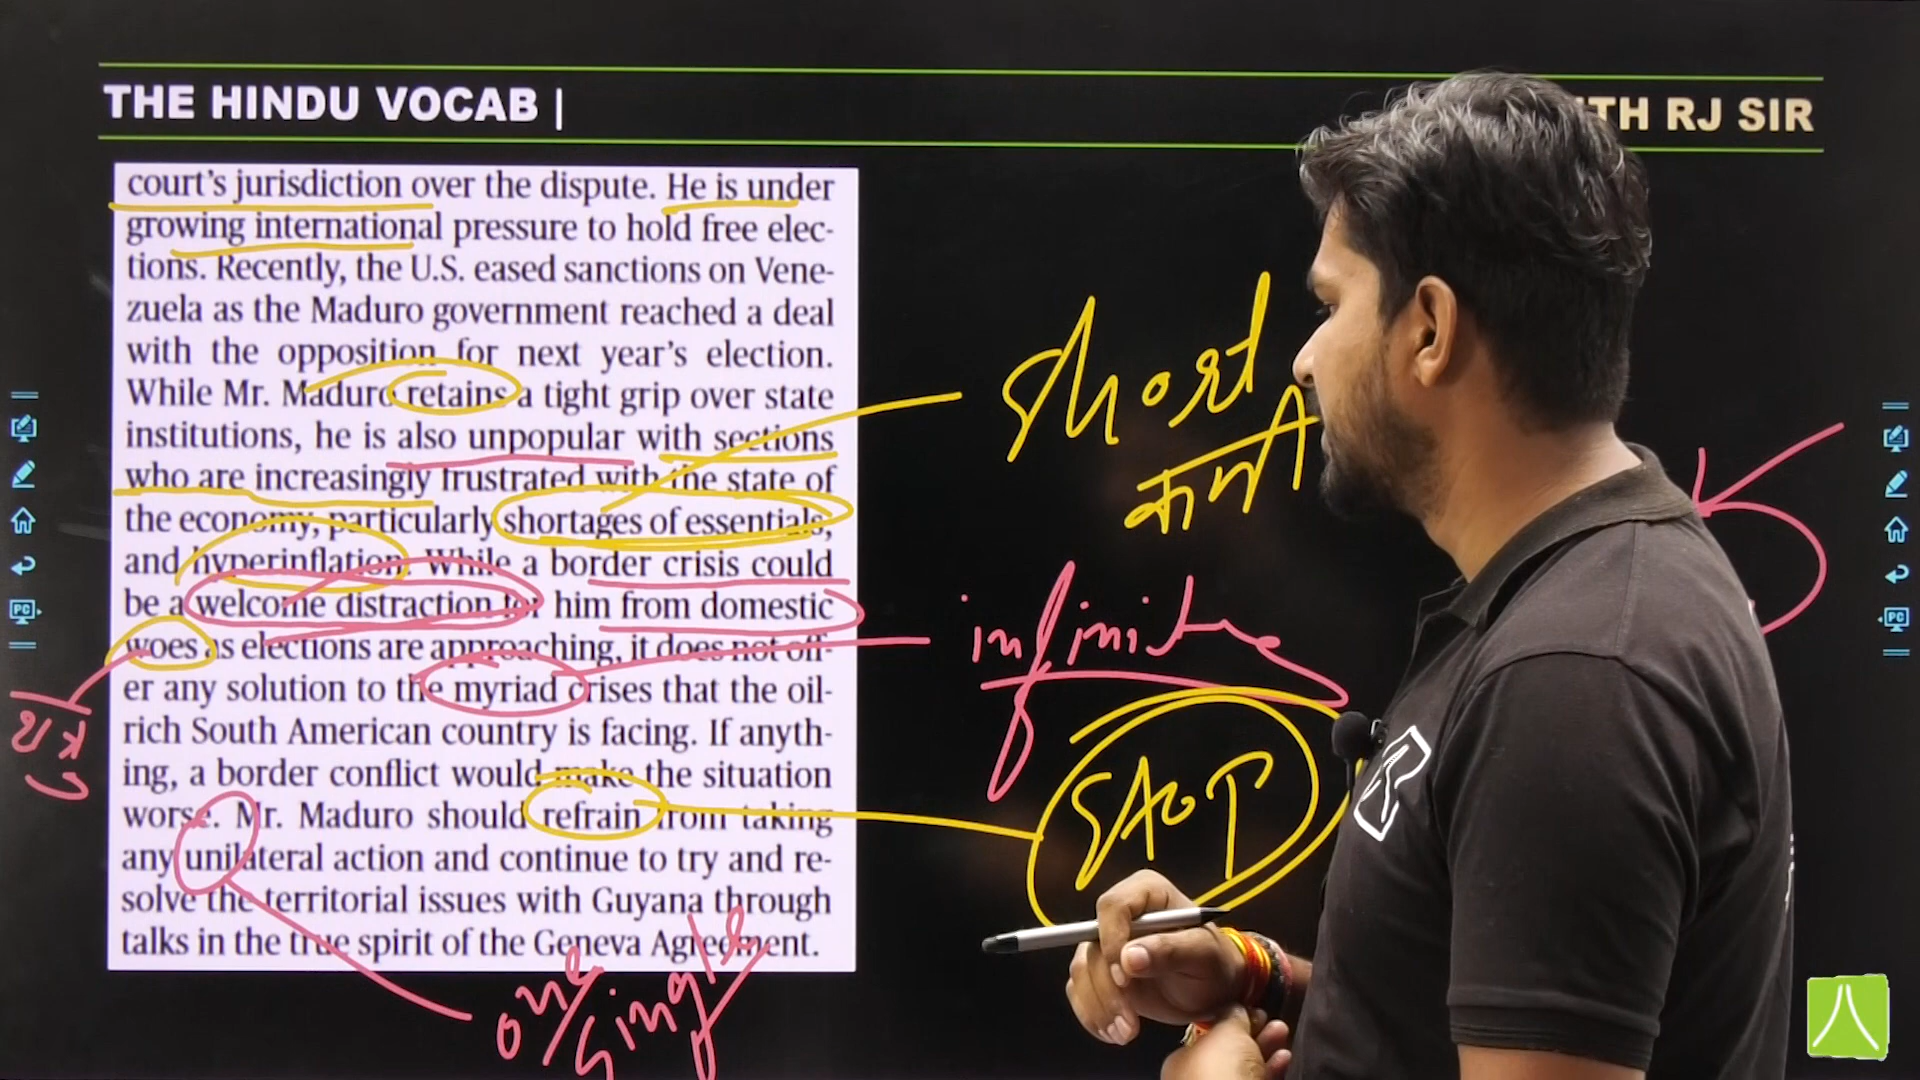 THE HINDU VOCAB |
TH RJ SIR
court's jurisdiction over the dispute. He is under
growing international pressure to hold free elec-
tions. Recently, the U.S. eased sanctions on Vene-
zuela as the Maduro government reached a deal
with the opposition for next year's election.
While Mr. Maduro retains a tight grip over state
institutions, he is also unpopular with sections
who are increasingly frustrated with the state of
the economy, particularly shortages of essentials,
and hyperinflation. While a border crisis could
be a welcome distraction for him from domestic
woes as elections are approaching, it does not off-
er any solution to the myriad crises that the oil-
rich South American country is facing. If anyth-
ing, a border conflict would make the situation
worse. Mr. Maduro should refrain from taking
any unilateral action and continue to try and re-
solve the territorial issues with Guyana through
talks in the true spirit of the Geneva Agreement.
Short
infinite
one/
Single
PC
PC